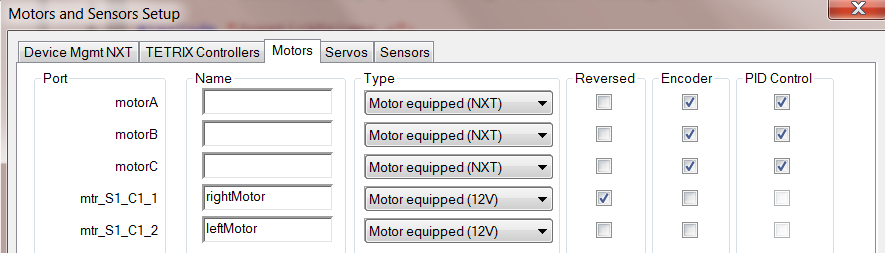 Motors and Sensors Setup
Device Mgmt NXT TETRIX Controllers Motors Servos Sensors
Port Name Type Reversed Encoder PID Control
motorA Motor equipped (NXT)
motorB Motor equipped (NXT)
motorC Motor equipped (NXT)
mtr_S1_C1_1 rightMotor Motor equipped (12V)
mtr_S1_C1_2 leftMotor Motor equipped (12V)